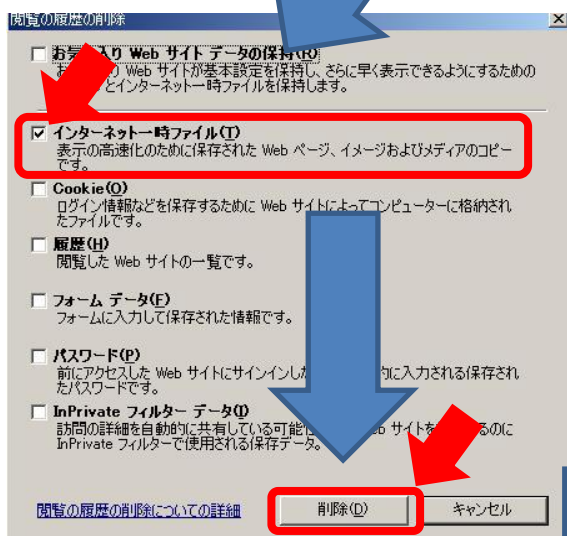 閲覧の履歴の削除
お気 入り Web サイト データの保持(R)
お り Web サイトが基本設定を保持し、さらに早く表示できるようにするための
とインターネット一時ファイルを保持します。
インターネット一時ファイル(T)
表示の高速化のために保存された Web ページ、イメージおよびメディアのコピー
です。
Cookie(O)
ログイン情報などを保存するために Web サイトによってコンピューターに格納され
たファイルです。
履歴(H)
閲覧した Web サイトの一覧です。
フォーム データ(F)
フォームに入力して保存された情報です。
パスワード(P)
前にアクセスした Web サイトにサインインし 的に入力される保存され
たパスワードです。
InPrivate フィルター データ(I)
訪問の詳細を自動的に共有している可能 サイトを るのに
InPrivate フィルターで使用される保存データ。
閲覧の履歴の削除についての詳細
削除(D)
キャンセル